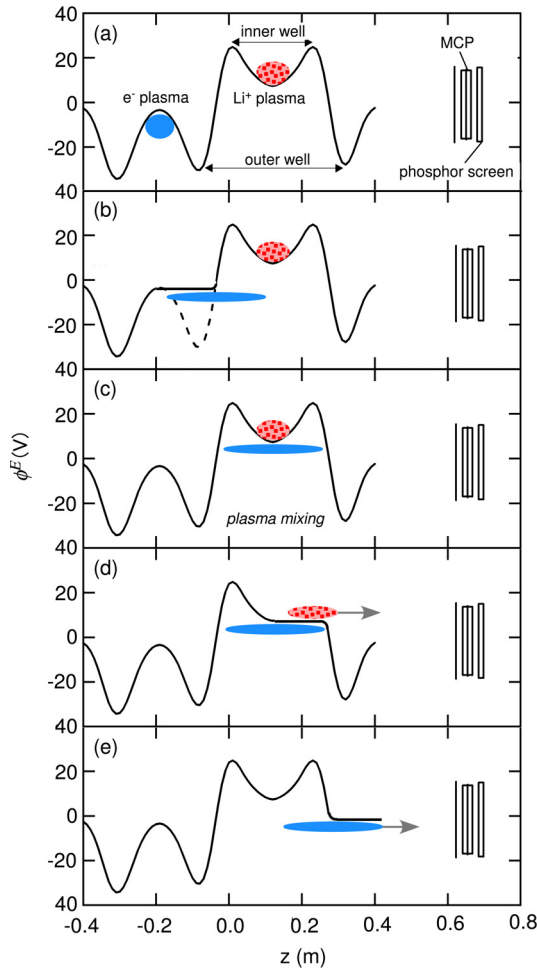 40
(a)
inner well
MCP
20
e- plasma
Li+ plasma
0
-20
outer well
phosphor screen
40
(b)
20
0
-20
40
(c)
20
0
-20
plasma mixing
ϕE(V)
40
(d)
20
0
-20
40
(e)
20
0
-20
40
-0.4 -0.2 0.0 0.2 0.4 0.6 0.8
z (m)